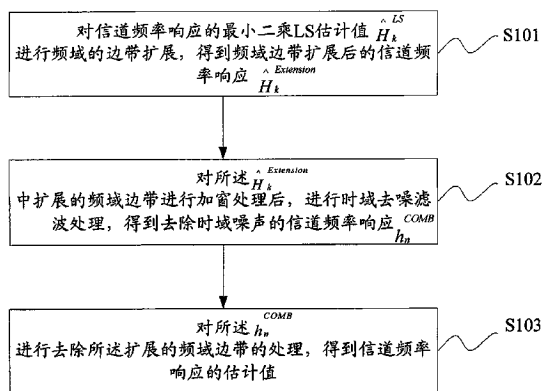 对信道频率响应的最小二乘LS估计值 $\hat{H}_k^{LS}$
进行频域的边带扩展，得到频域边带扩展后的信道频
率响应 $\hat{H}_k^{Extension}$
S101
对所述 $\hat{H}_k^{Extension}$
中扩展的频域边带进行加窗处理后，进行时域去噪滤
波处理，得到去除时域噪声的信道频率响应 $h_n^{COMB}$
S102
对所述 $h_n^{COMB}$
进行去除所述扩展的频域边带的处理，得到信道频率
响应的估计值
S103